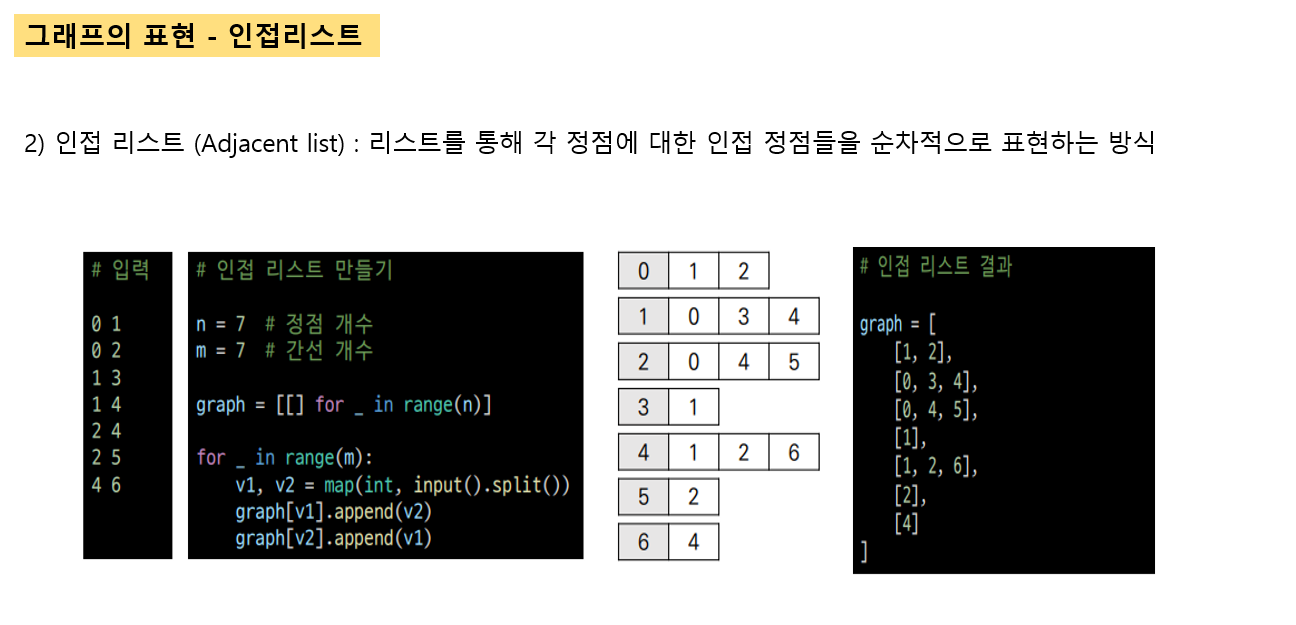 그래프의 표현 - 인접리스트
2) 인접 리스트 (Adjacent list) : 리스트를 통해 각 정점에 대한 인접 정점들을 순차적으로 표현하는 방식
# 입력
0 1
0 2
1 3
1 4
2 4
2 5
4 6
# 인접 리스트 만들기
n = 7  # 정점 개수
m = 7  # 간선 개수
graph = [[] for _ in range(n)]
for _ in range(m):
    v1, v2 = map(int, input().split())
    graph[v1].append(v2)
    graph[v2].append(v1)
0 1 2
1 0 3 4
2 0 4 5
3 1
4 1 2 6
5 2
6 4
# 인접 리스트 결과
graph = [
    [1, 2],
    [0, 3, 4],
    [0, 4, 5],
    [1],
    [1, 2, 6],
    [2],
    [4]
]